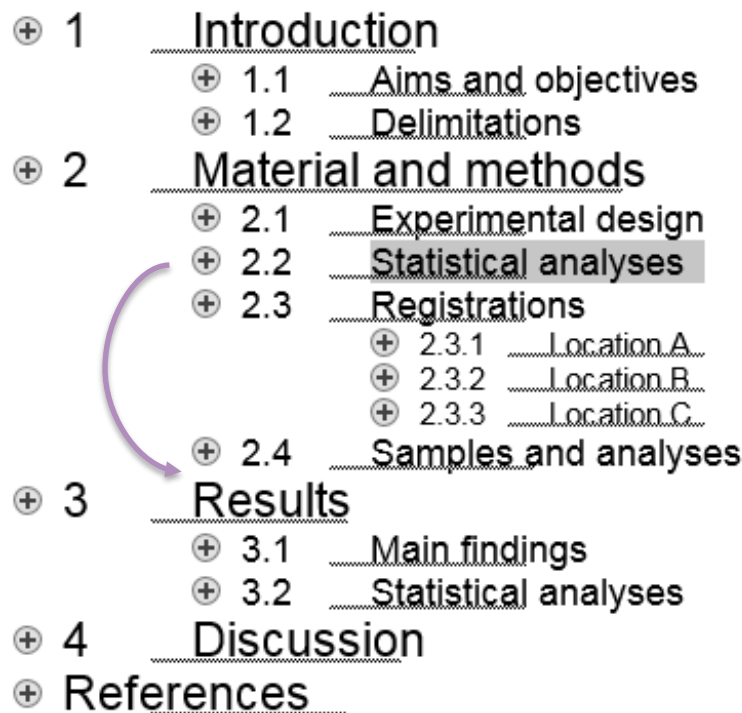 1 Introduction
1.1 Aims and objectives
1.2 Delimitations
2 Material and methods
2.1 Experimental design
2.2 Statistical analyses
2.3 Registrations
2.3.1 Location A
2.3.2 Location B
2.3.3 Location C
2.4 Samples and analyses
3 Results
3.1 Main findings
3.2 Statistical analyses
4 Discussion
References